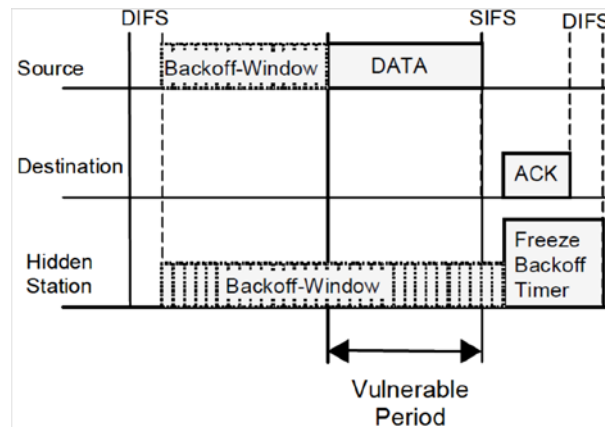 DIFS
SIFS
DIFS
Source
Backoff-Window
DATA
Destination
ACK
Hidden
Station
Backoff-Window
Freeze
Backoff
Timer
Vulnerable
Period